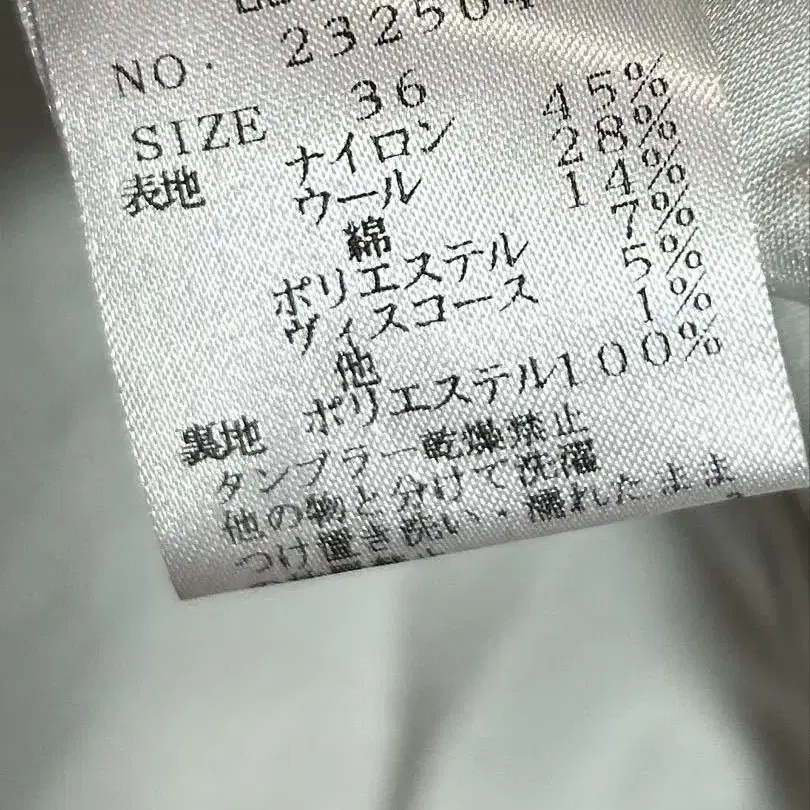 NO. 232504
SIZE 36
表地 ナイロン 45%
ウール 28%
綿 14%
ポリエステル 7%
ヴィスコース 5%
他 1%
裏地 ポリエステル100%
タンブラー乾燥禁止
他の物と分けて洗濯
つけ置き洗い・濡れたまま